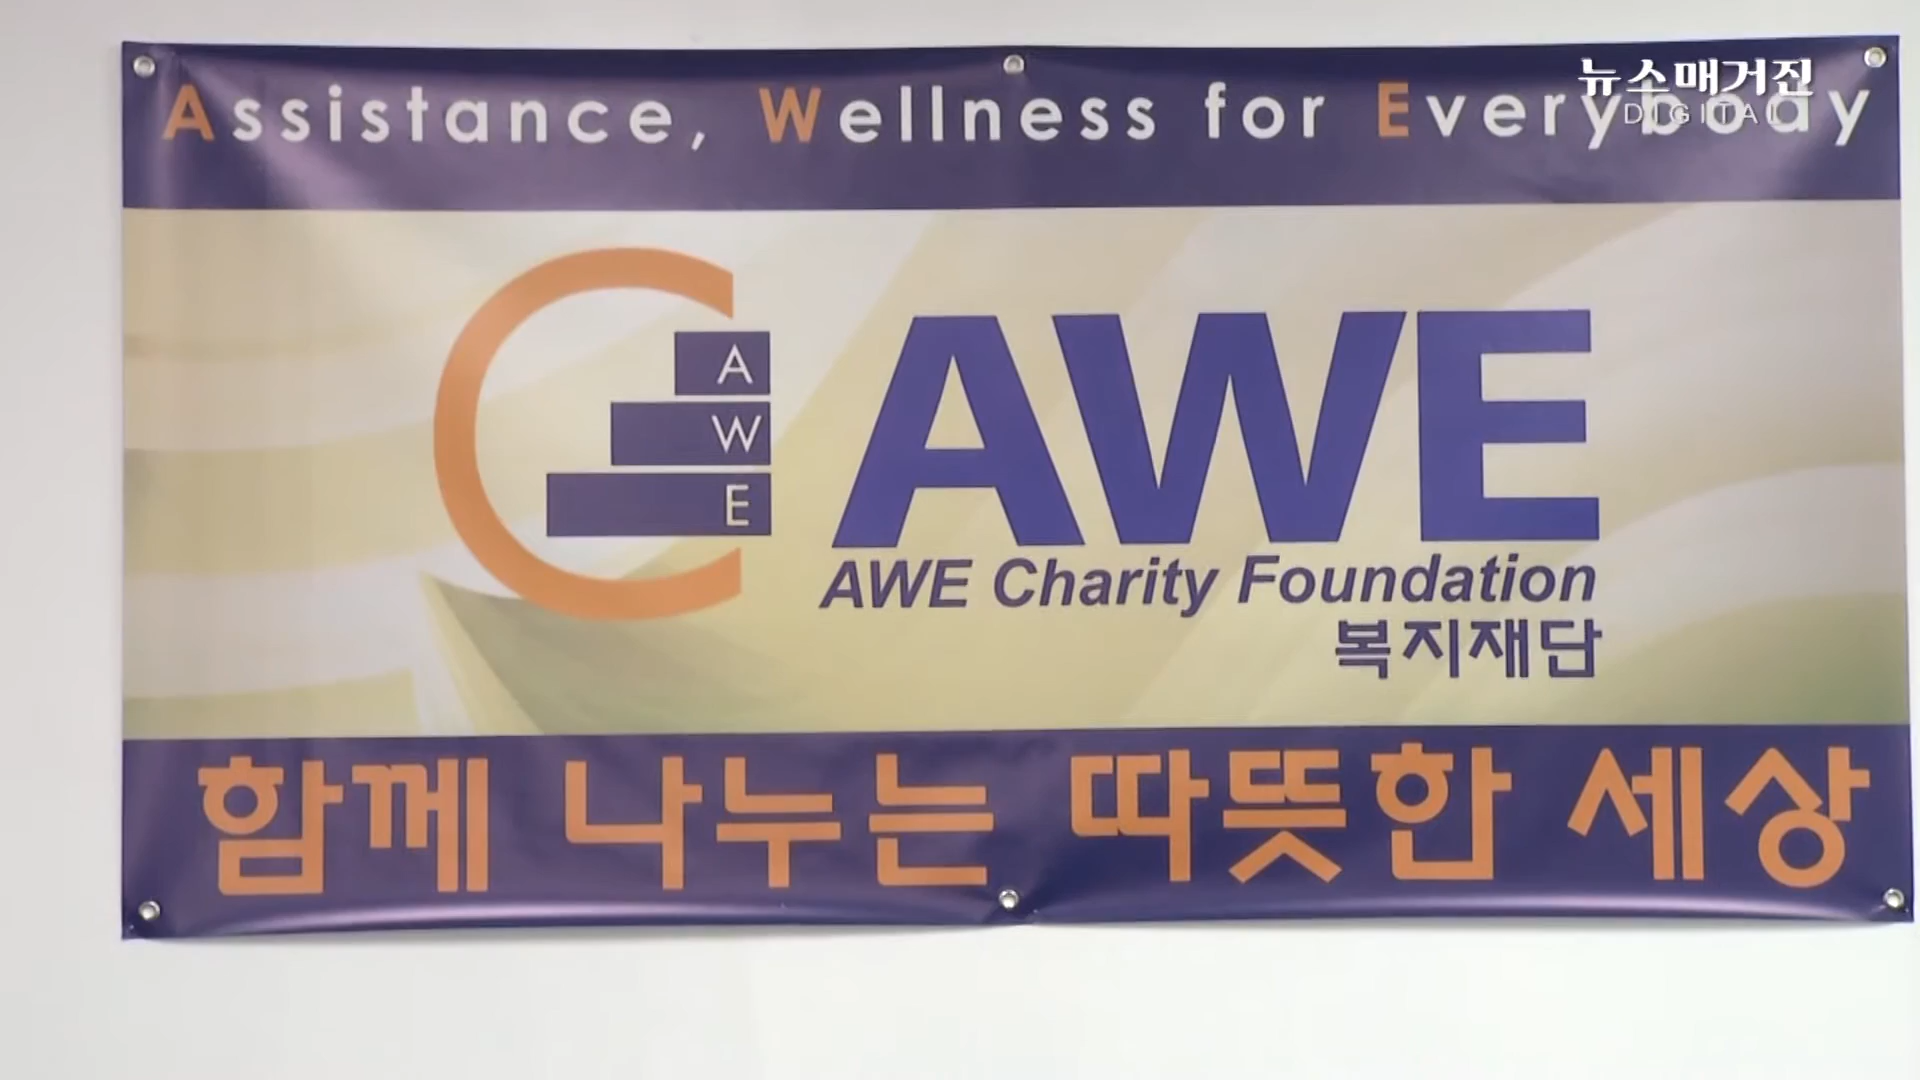 뉴스매거진
DIGITAL
Assistance, Wellness for Everybody
A
W
E
AWE
AWE Charity Foundation
복지재단
함께 나누는 따뜻한 세상